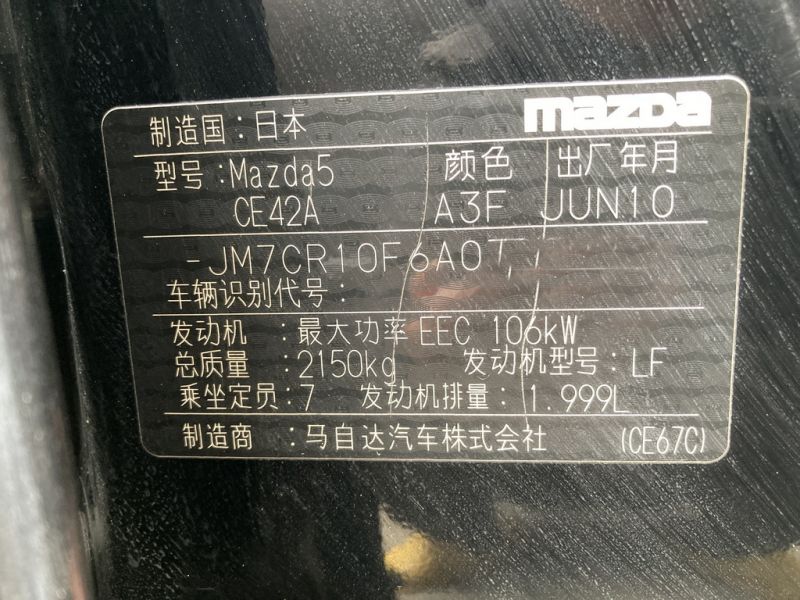 mazda
制造国：日本
型号：Mazda5 颜色 出厂年月
CE42A A3F JUN10
-JM7CR10F6A0T
车辆识别代号：
发动机：最大功率 EEC 106kW
总质量：2150kg 发动机型号：LF
乘坐定员：7 发动机排量：1.999L
制造商：马自达汽车株式会社 (CE67C)